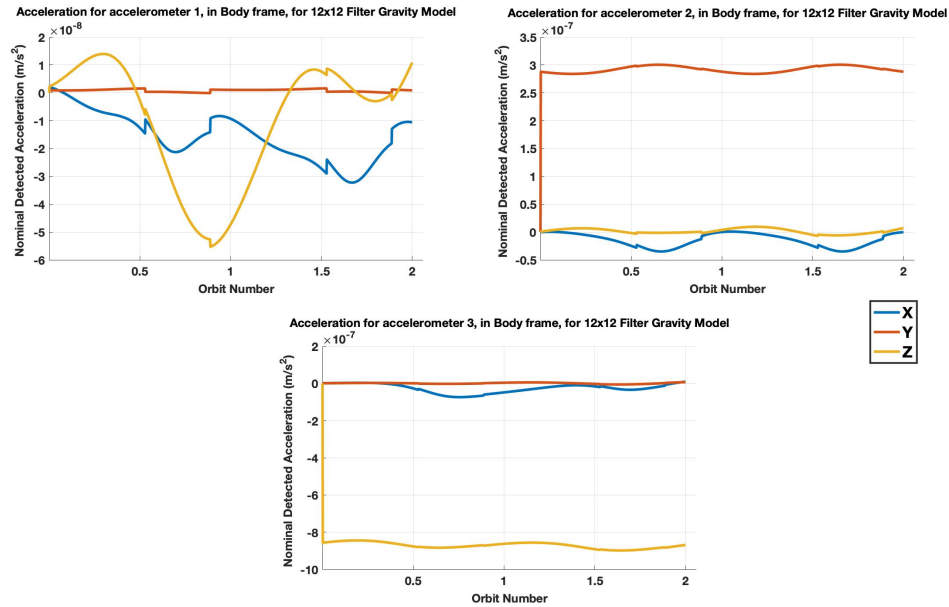 Acceleration for accelerometer 1, in Body frame, for 12x12 Filter Gravity Model
×10-8
2
1
0
-1
-2
-3
-4
-5
-6
Nominal Detected Acceleration (m/s2)
0.5 1 1.5 2
Orbit Number
Acceleration for accelerometer 2, in Body frame, for 12x12 Filter Gravity Model
×10-7
3.5
3
2.5
2
1.5
1
0.5
0
-0.5
Nominal Detected Acceleration (m/s2)
0.5 1 1.5 2
Orbit Number
X
Y
Z
Acceleration for accelerometer 3, in Body frame, for 12x12 Filter Gravity Model
×10-7
2
0
-2
-4
-6
-8
-10
Nominal Detected Acceleration (m/s2)
0.5 1 1.5 2
Orbit Number